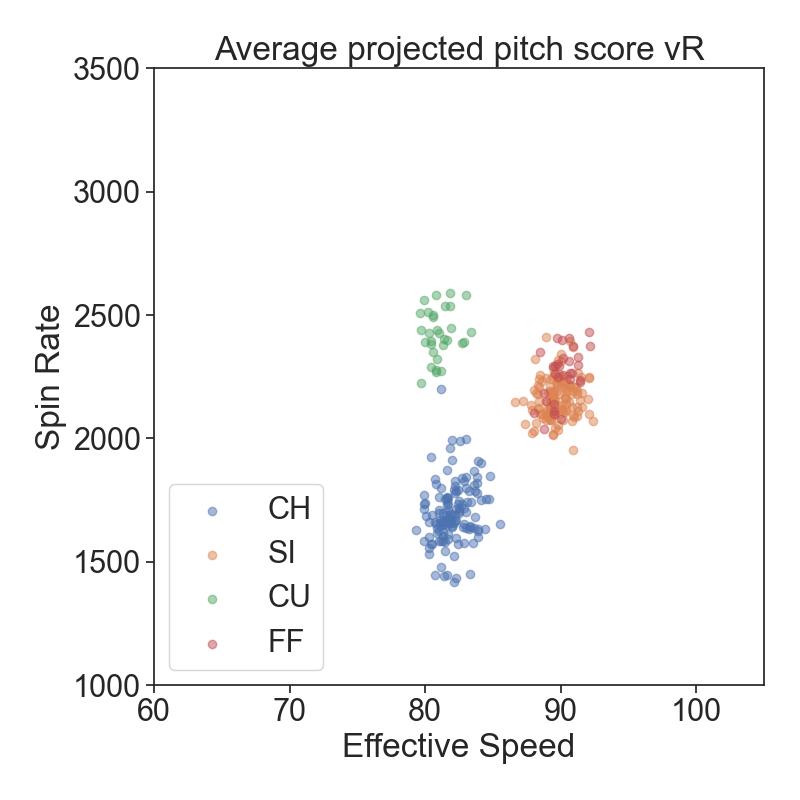 Average projected pitch score vR
3500
3000
2500
2000
1500
1000
Spin Rate
CH
SI
CU
FF
60 70 80 90 100
Effective Speed